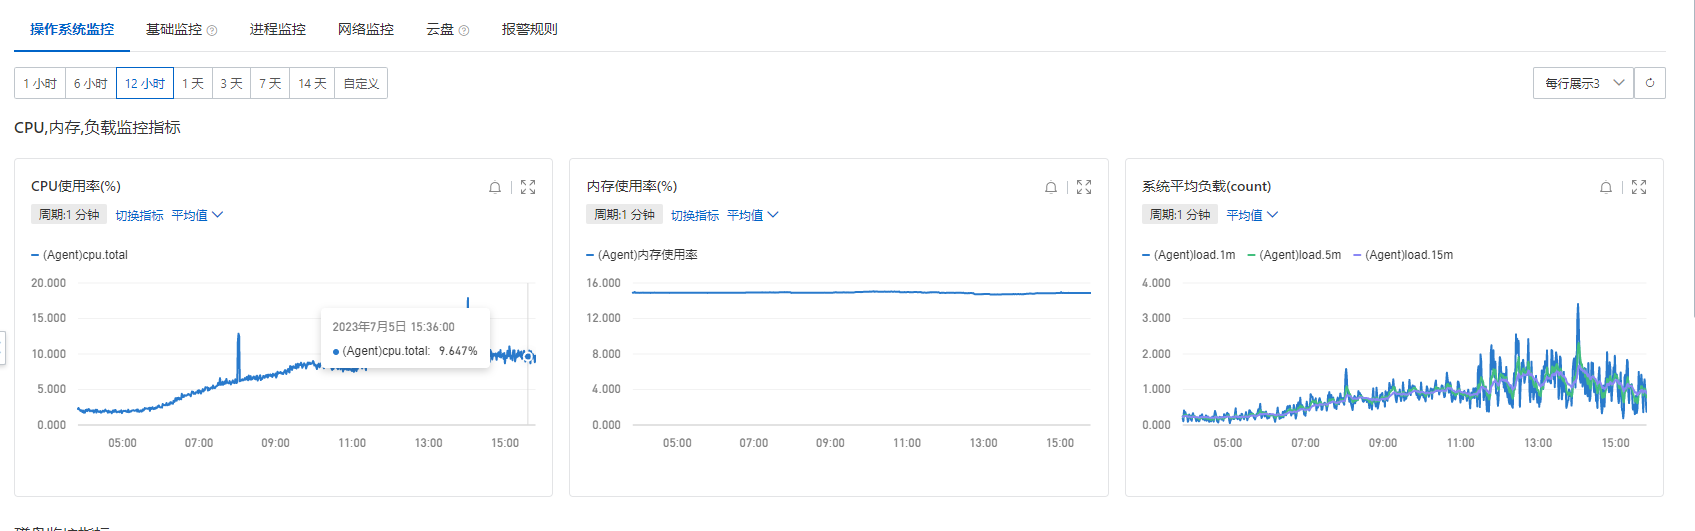 操作系统监控 基础监控 进程监控 网络监控 云盘 报警规则
1 小时 6 小时 12 小时 1 天 3 天 7 天 14 天 自定义 每行展示3
CPU,内存,负载监控指标
CPU使用率(%)
周期:1 分钟 切换指标 平均值
(Agent)cpu.total
20.000
15.000
10.000
5.000
0.000
05:00 07:00 09:00 11:00 13:00 15:00
2023年7月5日 15:36:00
(Agent)cpu.total: 9.647%
内存使用率(%)
周期:1 分钟 切换指标 平均值
(Agent)内存使用率
16.000
12.000
8.000
4.000
0.000
05:00 07:00 09:00 11:00 13:00 15:00
系统平均负载(count)
周期:1 分钟 平均值
(Agent)load.1m (Agent)load.5m (Agent)load.15m
4.000
3.000
2.000
1.000
0.000
05:00 07:00 09:00 11:00 13:00 15:00